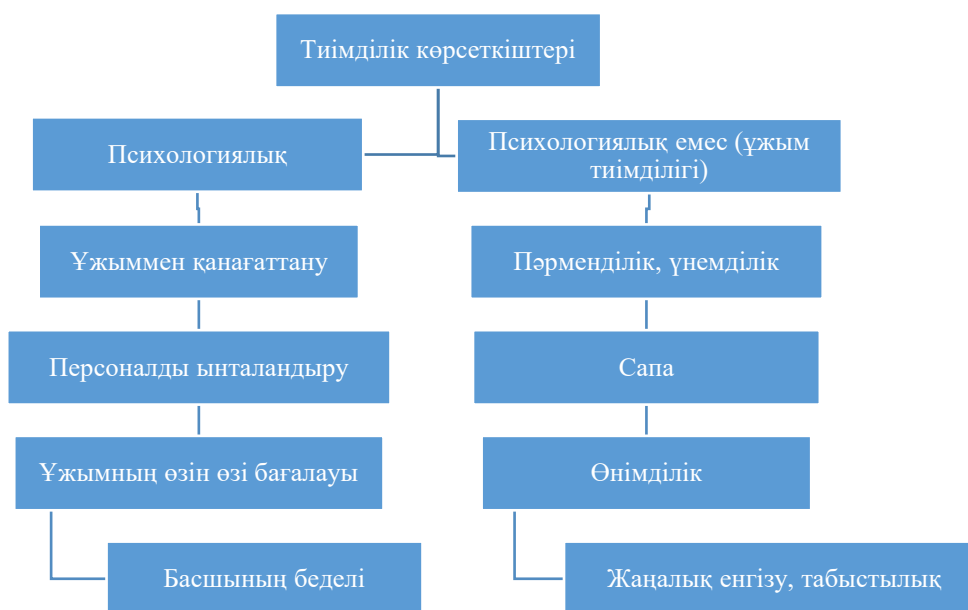 Тиімділік көрсеткіштері
Психологиялық
Психологиялық емес (ұжым
тиімділігі)
Ұжыммен қанағаттану
Пәрменділік, үнемділік
Персоналды ынталандыру
Сапа
Ұжымның өзін өзі бағалауы
Өнімділік
Басшының беделі
Жаңалық енгізу, табыстылық